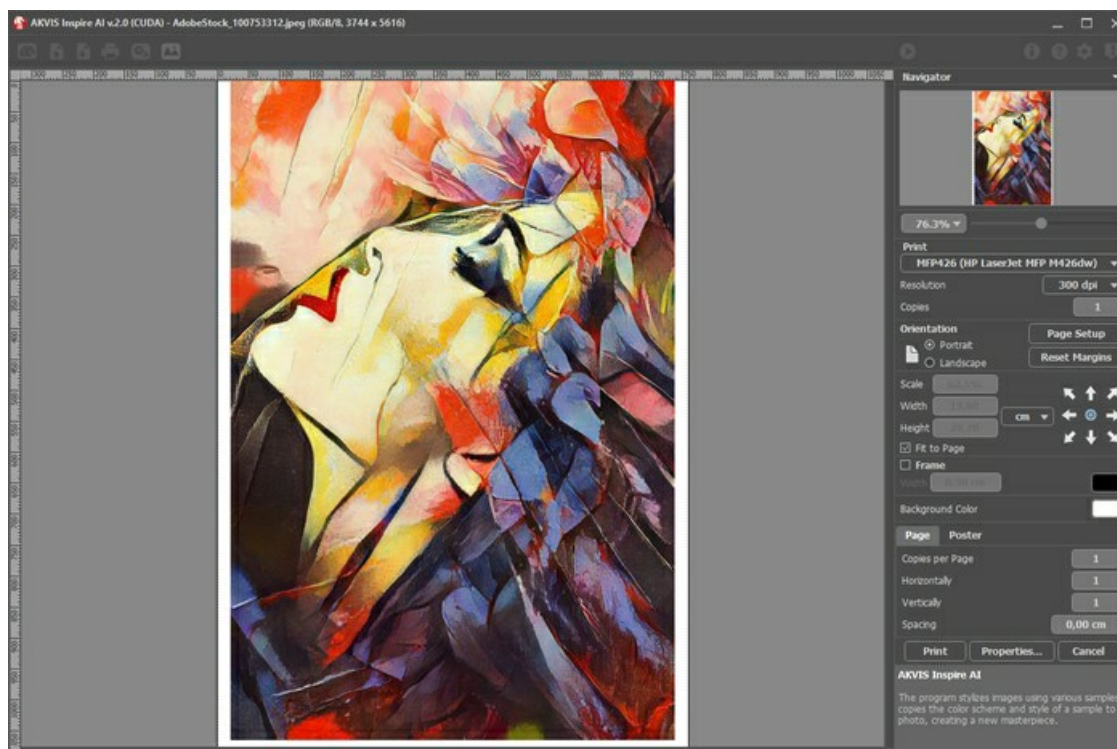 AKVIS Inspire AI v.2.0 (CUDA) - AdobeStock_100753312.jpeg (RGB/8, 3744 x 5616)
Navigator
76.3%
Print
MFP426 (HP LaserJet MFP M426dw)
Resolution 300 dpi
Copies 1
Orientation
Page Setup
Portrait
Reset Margins
Landscape
Scale
Width
cm
Height
Fit to Page
Frame
Width
Background Color
Page Poster
Copies per Page 1
Horizontally 1
Vertically 1
Spacing 0,00 cm
Print Properties... Cancel
AKVIS Inspire AI
The program stylizes images using various samples
copies the color scheme and style of a sample to
photo, creating a new masterpiece.